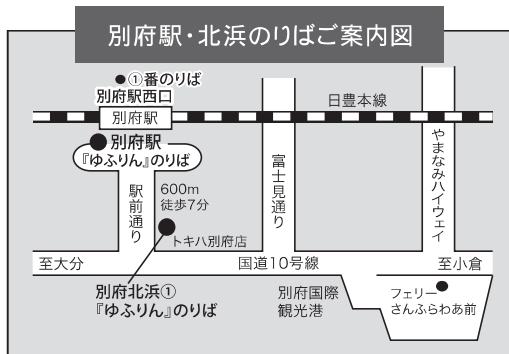 別府駅・北浜のりばご案内図
①番のりば
別府駅西口
別府駅
日豊本線
別府駅
『ゆふりん』のりば
駅前通り
600m
徒歩7分
トキハ別府店
富士見通り
やまなみハイウェイ
至大分
国道10号線
至小倉
別府北浜①
『ゆふりん』のりば
別府国際
観光港
フェリー
さんふらわあ前